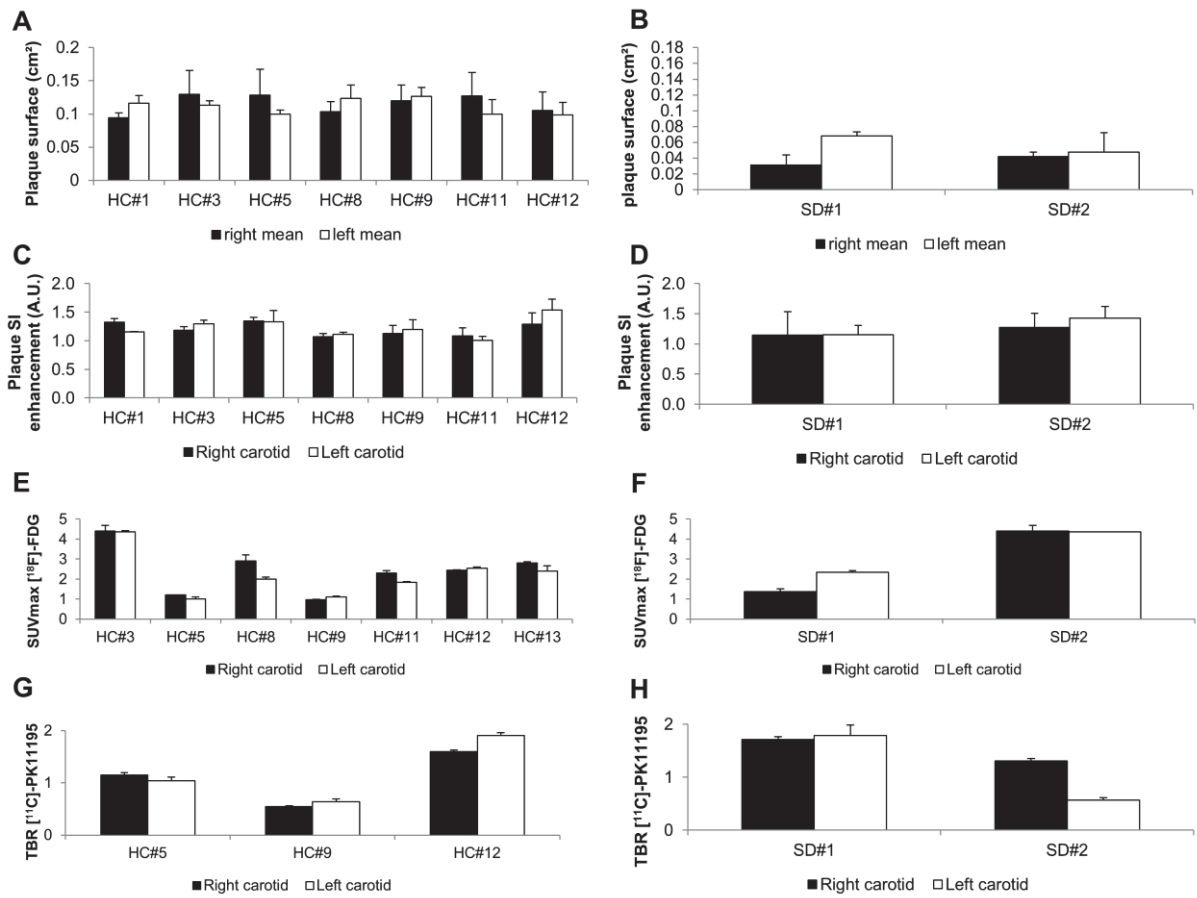 A
Plaque surface (cm²)
0.2
0.15
0.1
0.05
0
HC#1 HC#3 HC#5 HC#8 HC#9 HC#11 HC#12
right mean left mean
B
plaque surface (cm²)
0.18
0.16
0.14
0.12
0.1
0.08
0.06
0.04
0.02
0
SD#1 SD#2
right mean left mean
C
Plaque SI
enhancement (A.U.)
2.0
1.5
1.0
0.5
0.0
HC#1 HC#3 HC#5 HC#8 HC#9 HC#11 HC#12
Right carotid Left carotid
D
Plaque SI
enhancement (A.U.)
2.0
1.5
1.0
0.5
0.0
SD#1 SD#2
Right carotid Left carotid
E
SUVmax [¹⁸F]-FDG
5
4
3
2
1
0
HC#3 HC#5 HC#8 HC#9 HC#11 HC#12 HC#13
Right carotid Left carotid
F
SUVmax [¹⁸F]-FDG
5
4
3
2
1
0
SD#1 SD#2
Right carotid Left carotid
G
TBR [¹¹C]-PK11195
2
1
0
HC#5 HC#9 HC#12
Right carotid Left carotid
H
TBR [¹¹C]-PK11195
2
1
0
SD#1 SD#2
Right carotid Left carotid